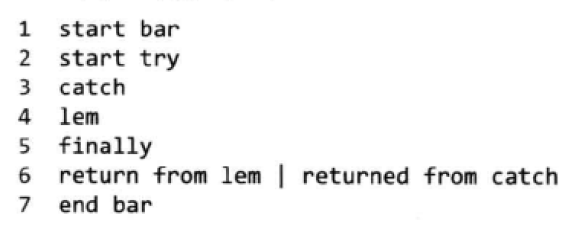 1 start bar
2 start try
3 catch
4 lem
5 finally
6 return from lem | returned from catch
7 end bar